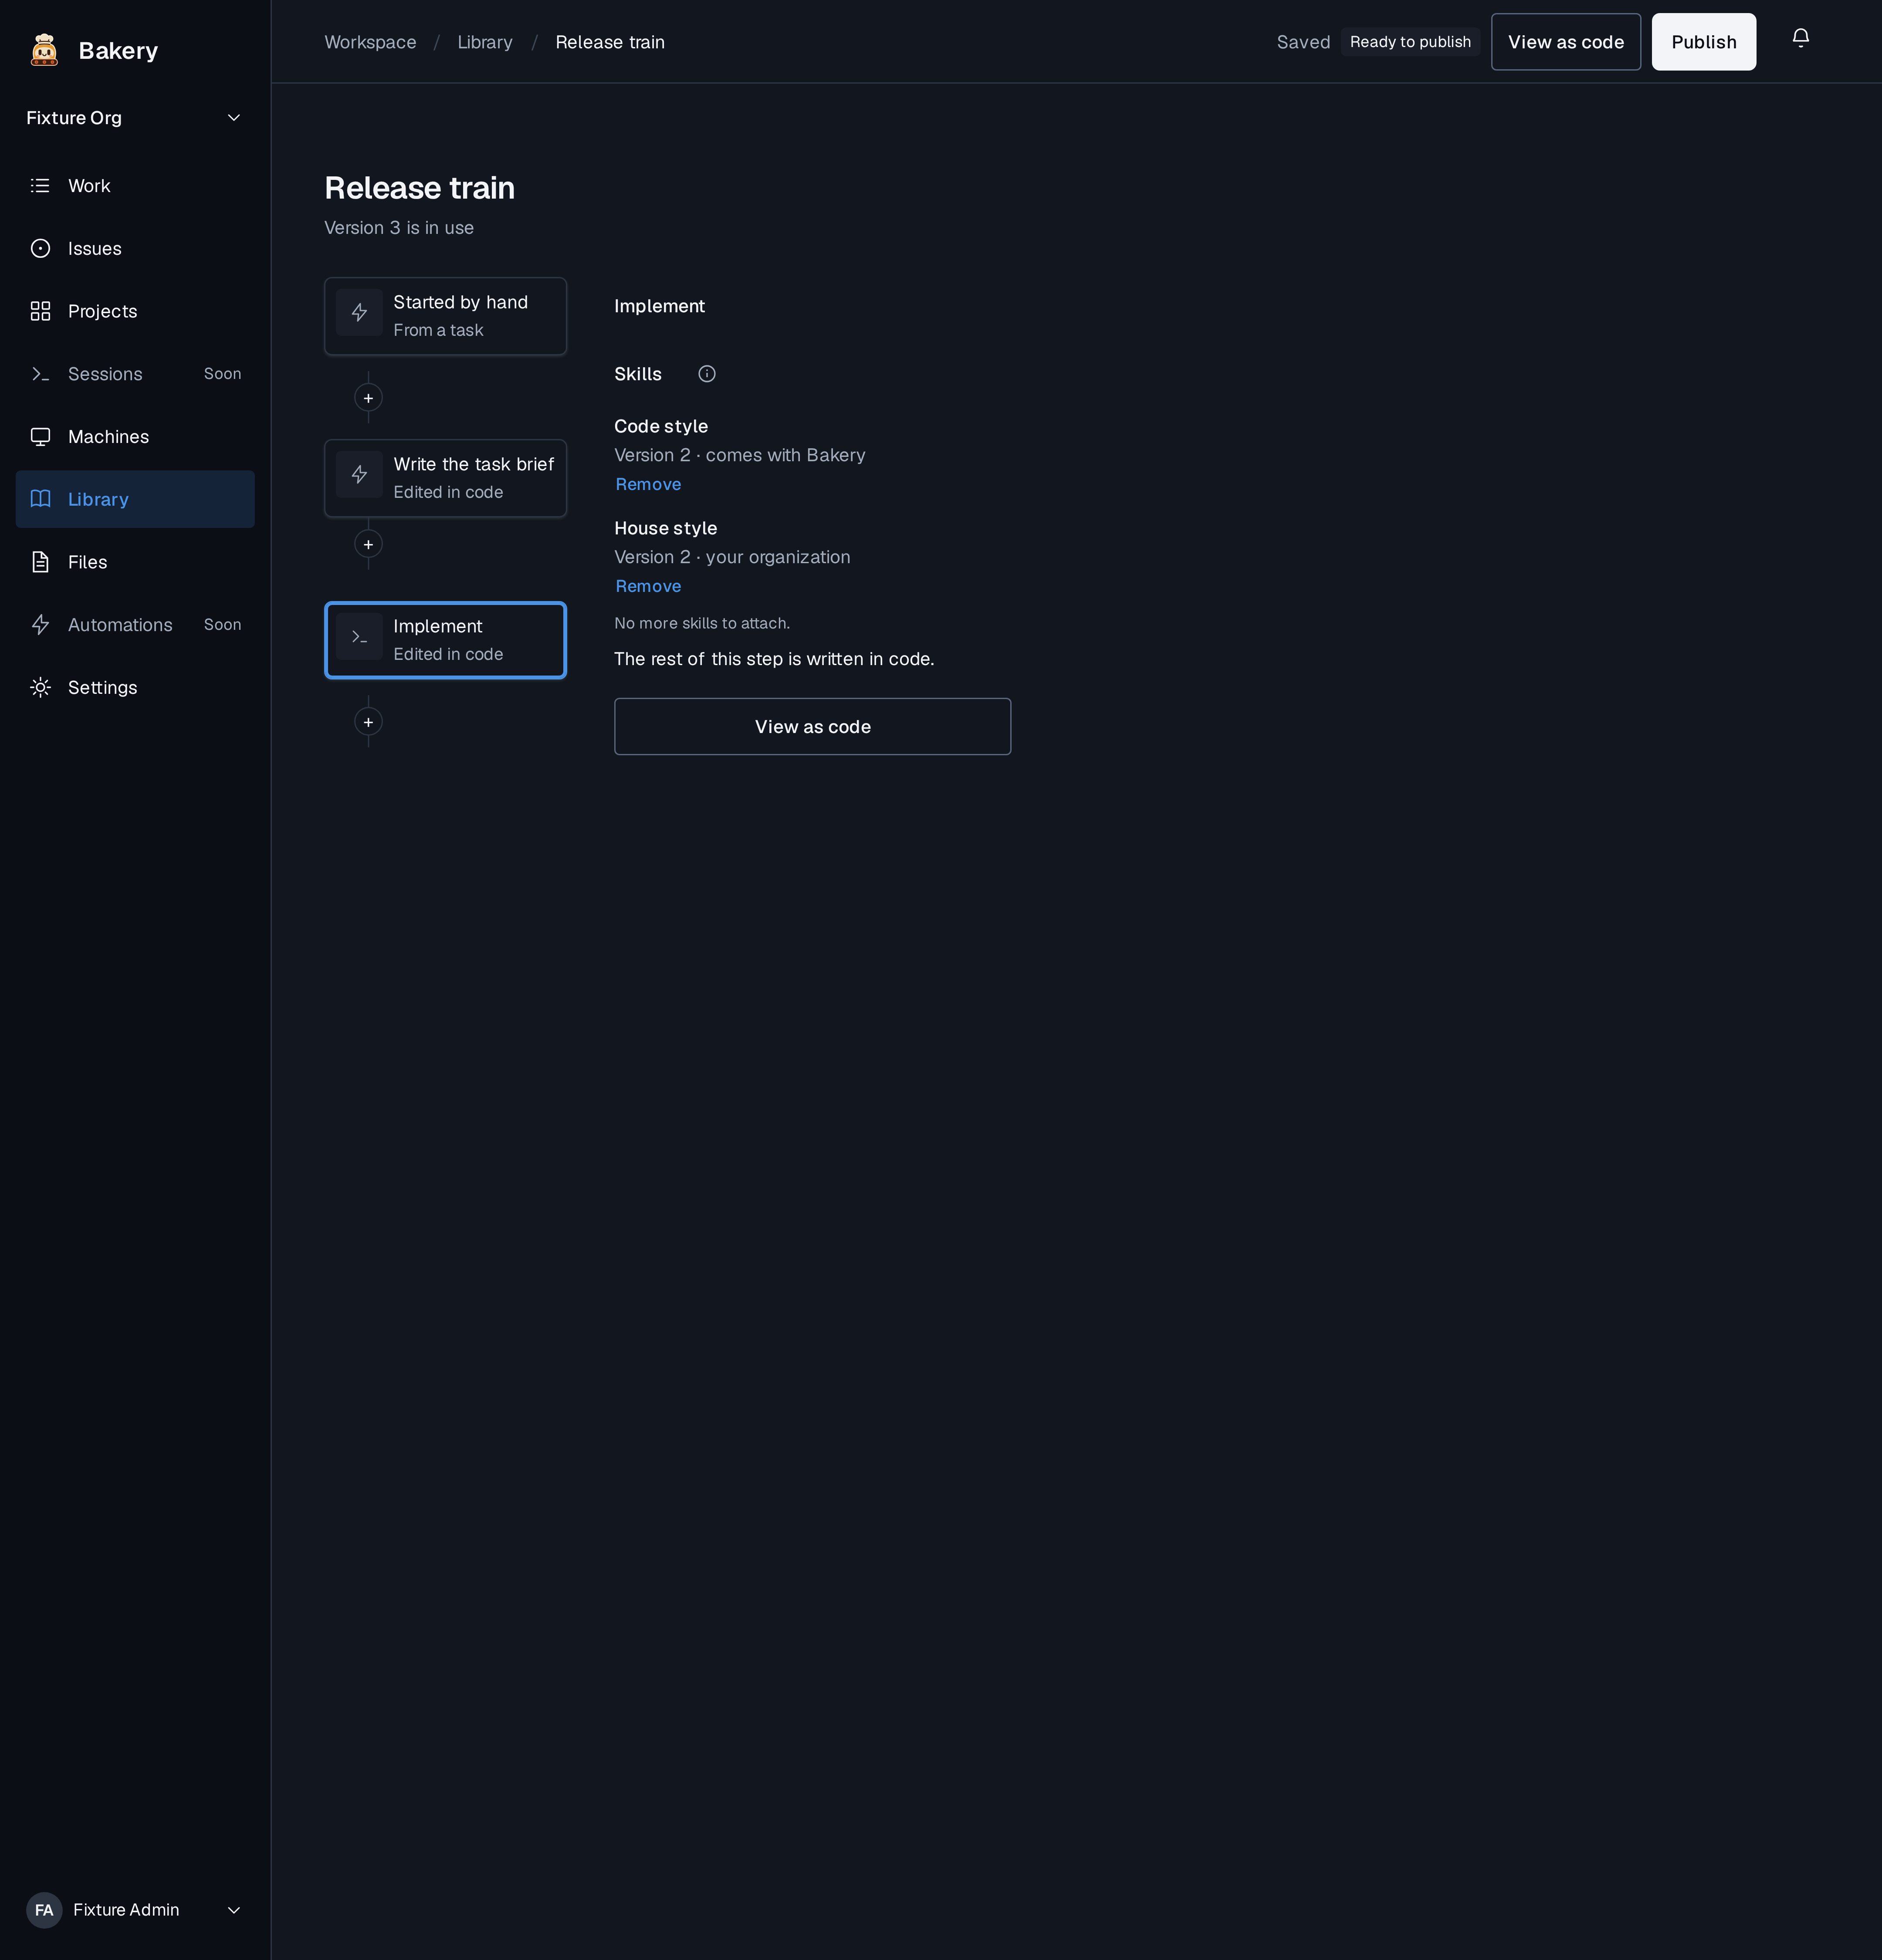 Bakery
Fixture Org
Work
Issues
Projects
Sessions Soon
Machines
Library
Files
Automations Soon
Settings
FA Fixture Admin
Workspace / Library / Release train
Saved Ready to publish View as code Publish
Release train
Version 3 is in use
Started by hand
From a task
+
Write the task brief
Edited in code
+
Implement
Edited in code
+
Implement
Skills
Code style
Version 2 · comes with Bakery
Remove
House style
Version 2 · your organization
Remove
No more skills to attach.
The rest of this step is written in code.
View as code